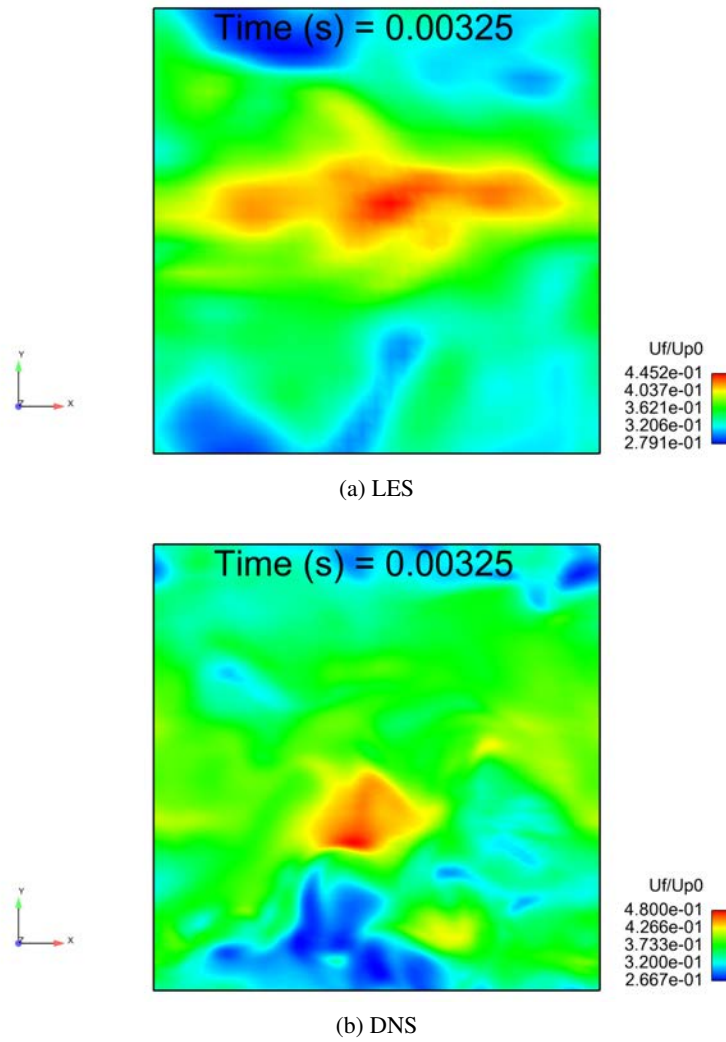 Time (s) = 0.00325
Uf/Up0
4.452e-01
4.037e-01
3.621e-01
3.206e-01
2.791e-01
Y
Z
X
(a) LES
Time (s) = 0.00325
Uf/Up0
4.800e-01
4.266e-01
3.733e-01
3.200e-01
2.667e-01
Y
Z
X
(b) DNS